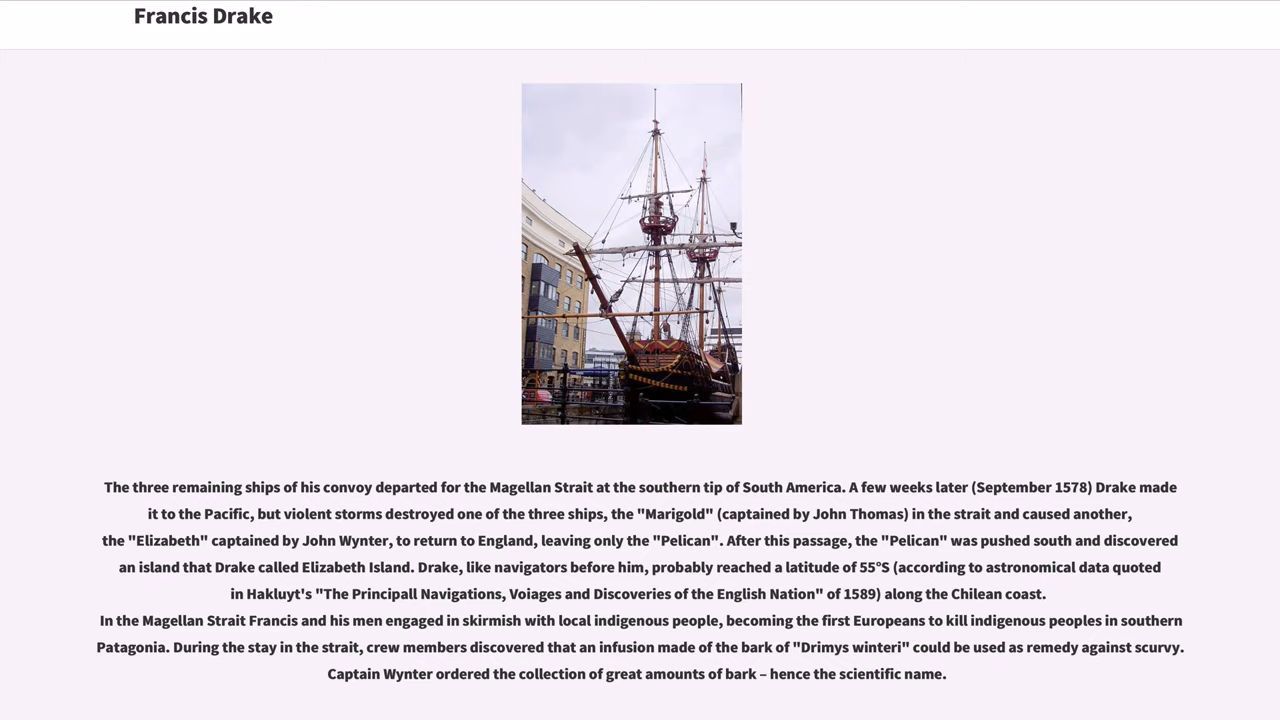 Francis Drake
The three remaining ships of his convoy departed for the Magellan Strait at the southern tip of South America. A few weeks later (September 1578) Drake made
it to the Pacific, but violent storms destroyed one of the three ships, the "Marigold" (captained by John Thomas) in the strait and caused another,
the "Elizabeth" captained by John Wynter, to return to England, leaving only the "Pelican". After this passage, the "Pelican" was pushed south and discovered
an island that Drake called Elizabeth Island. Drake, like navigators before him, probably reached a latitude of 55°S (according to astronomical data quoted
in Hakluyt's "The Principall Navigations, Voiages and Discoveries of the English Nation" of 1589) along the Chilean coast.
In the Magellan Strait Francis and his men engaged in skirmish with local indigenous people, becoming the first Europeans to kill indigenous peoples in southern
Patagonia. During the stay in the strait, crew members discovered that an infusion made of the bark of "Drimys winteri" could be used as remedy against scurvy.
Captain Wynter ordered the collection of great amounts of bark – hence the scientific name.